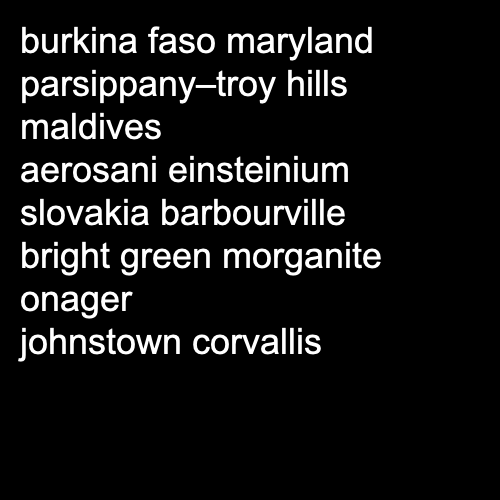 burkina faso maryland
parsippany–troy hills
maldives
aerosani einsteinium
slovakia barbourville
bright green morganite
onager
johnstown corvallis